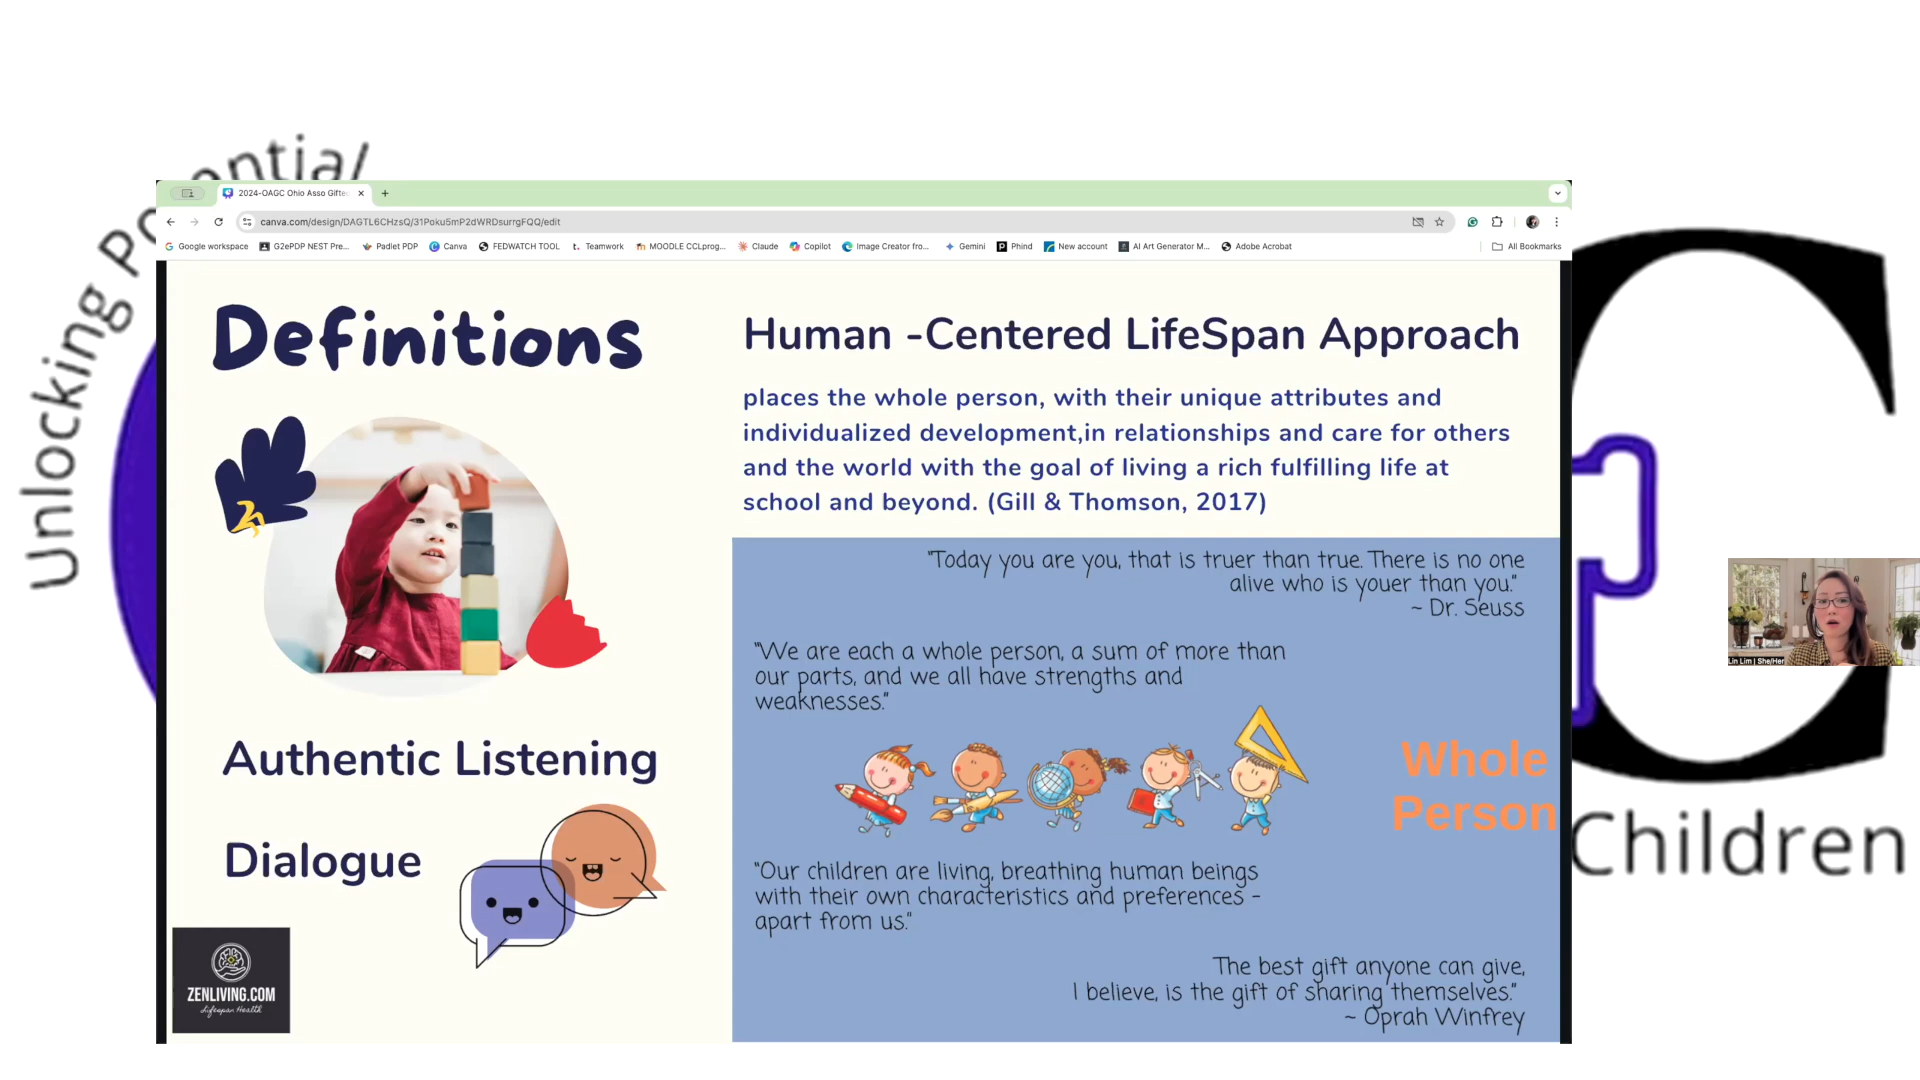 ential
Unlocking Po
2024-OAGC Ohio Asso Gifte
canva.com/design/DAGTL6CHzsQ/31Poku5mP2dWRDsurrgFQQ/edit
Google workspace
G2ePDP NEST Pre...
Padlet PDP
Canva
FEDWATCH TOOL
Teamwork
MOODLE CCLprog...
Claude
Copilot
Image Creator fro...
Gemini
Phind
New account
AI Art Generator M...
Adobe Acrobat
All Bookmarks
Definitions
Authentic Listening
Dialogue
ZENLIVING.COM
Lifespan Health
Human -Centered LifeSpan Approach
places the whole person, with their unique attributes and
individualized development,in relationships and care for others
and the world with the goal of living a rich fulfilling life at
school and beyond. (Gill & Thomson, 2017)
"Today you are you, that is truer than true. There is no one
alive who is youer than you."
~ Dr. Seuss
"We are each a whole person, a sum of more than
our parts, and we all have strengths and
weaknesses."
Whole
Person
"Our children are living, breathing human beings
with their own characteristics and preferences -
apart from us."
The best gift anyone can give,
I believe, is the gift of sharing themselves."
~ Oprah Winfrey
C
Children
Lin Lim | She/Her